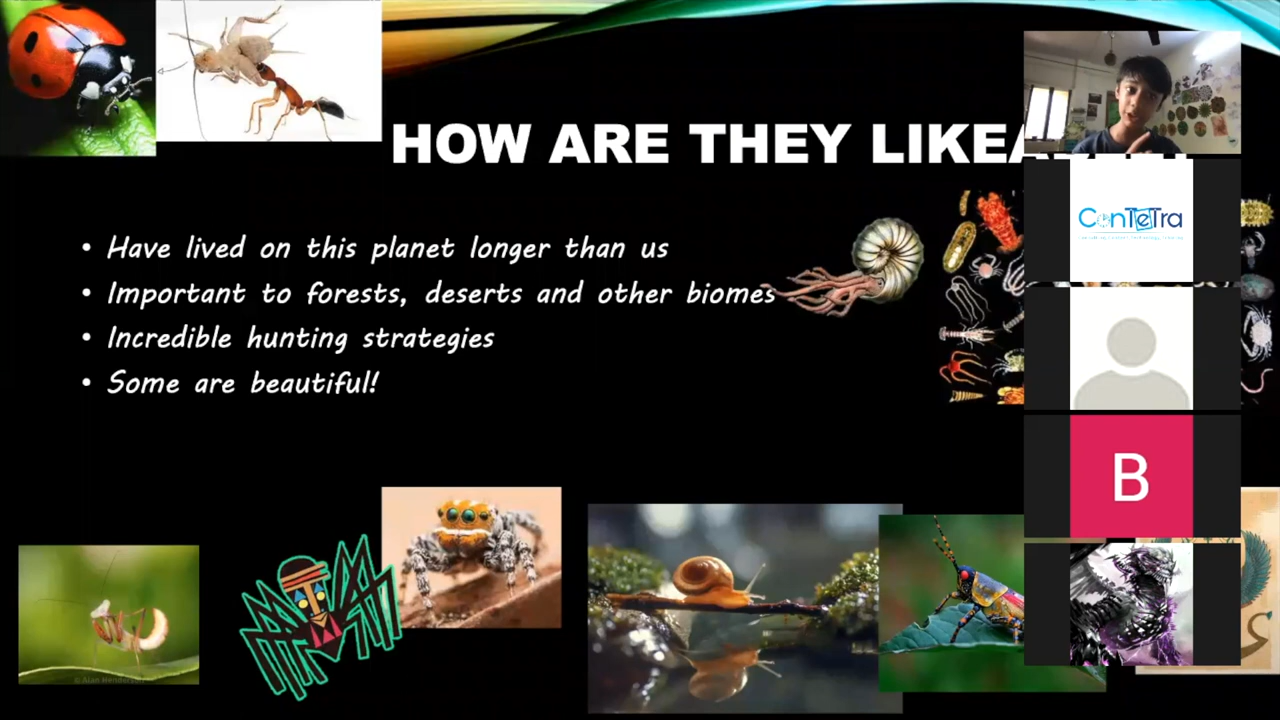 HOW ARE THEY LIKEA
• Have lived on this planet longer than us
• Important to forests, deserts and other biomes
• Incredible hunting strategies
• Some are beautiful!
ConTeTra
B